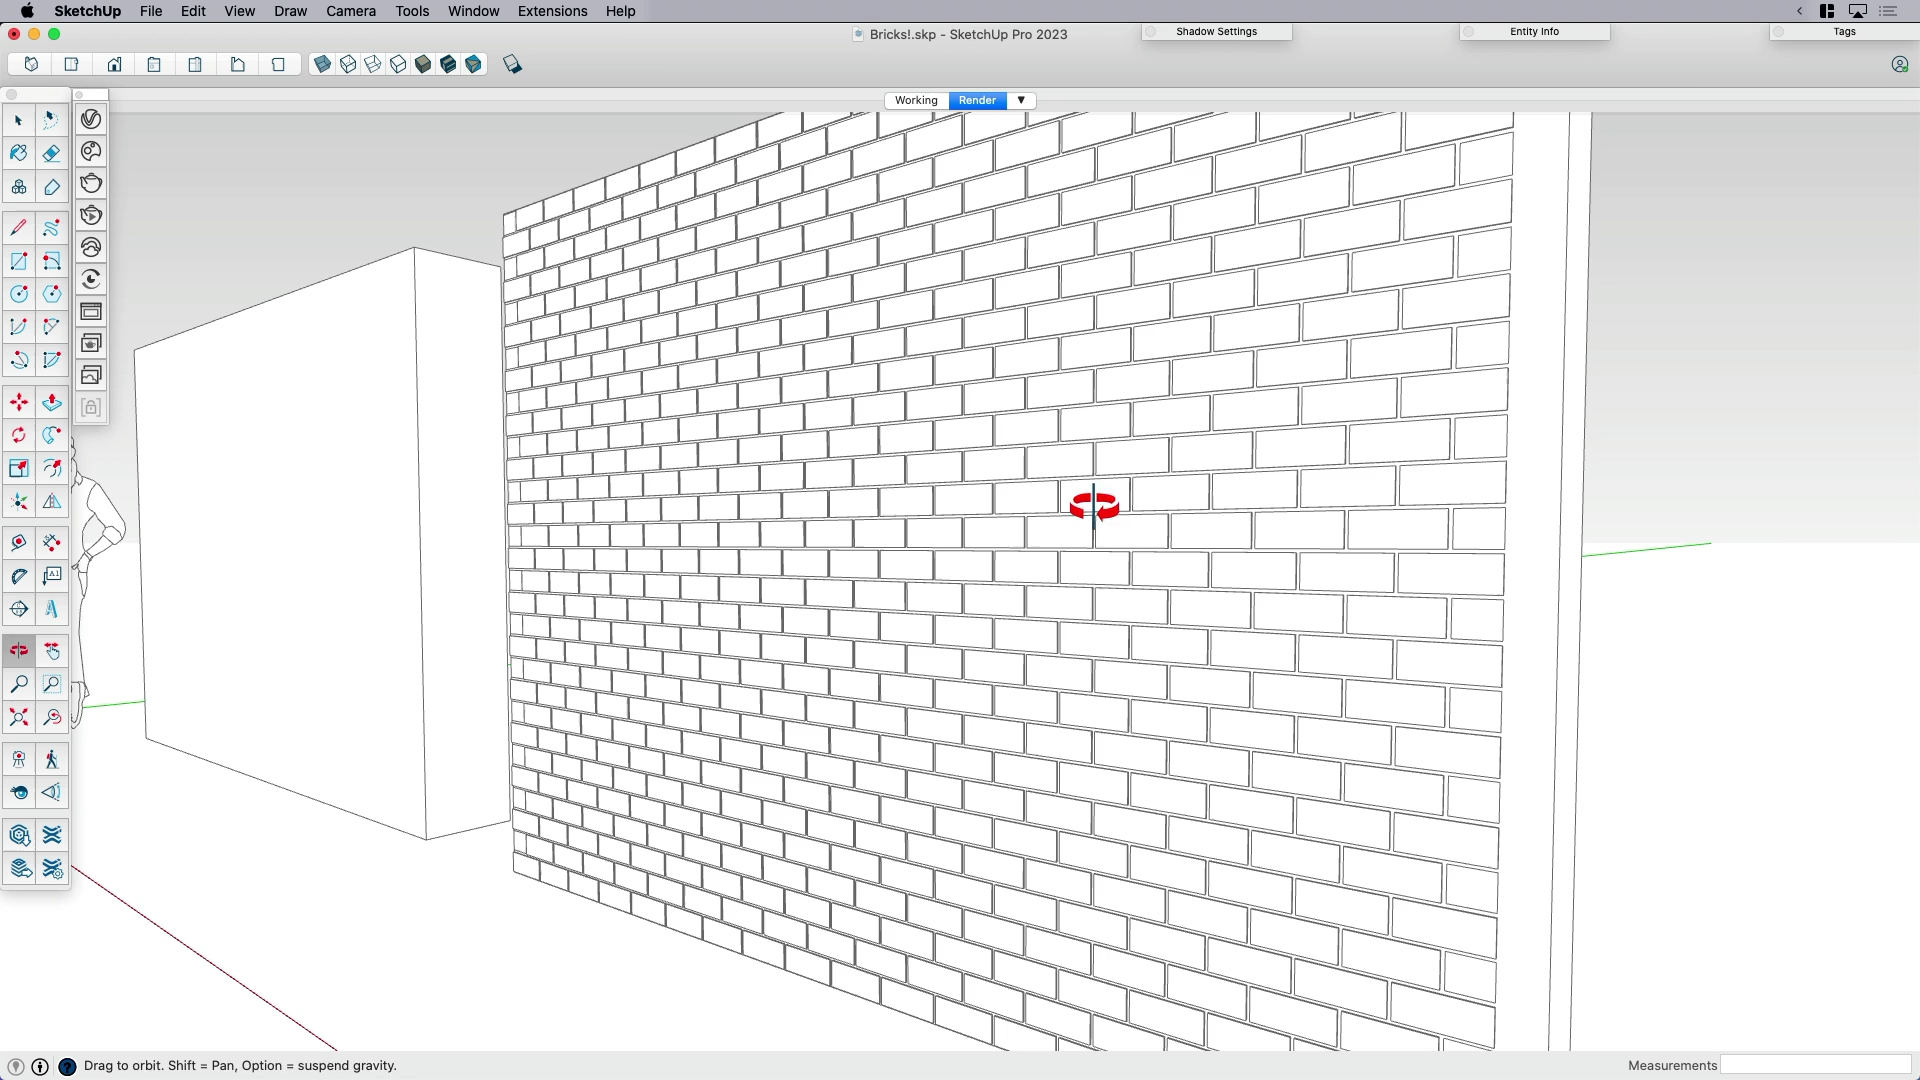 SketchUp File Edit View Draw Camera Tools Window Extensions Help
Bricks!.skp - SketchUp Pro 2023
Shadow Settings
Entity Info
Tags
Working Render
A1
Drag to orbit. Shift = Pan, Option = suspend gravity.
Measurements